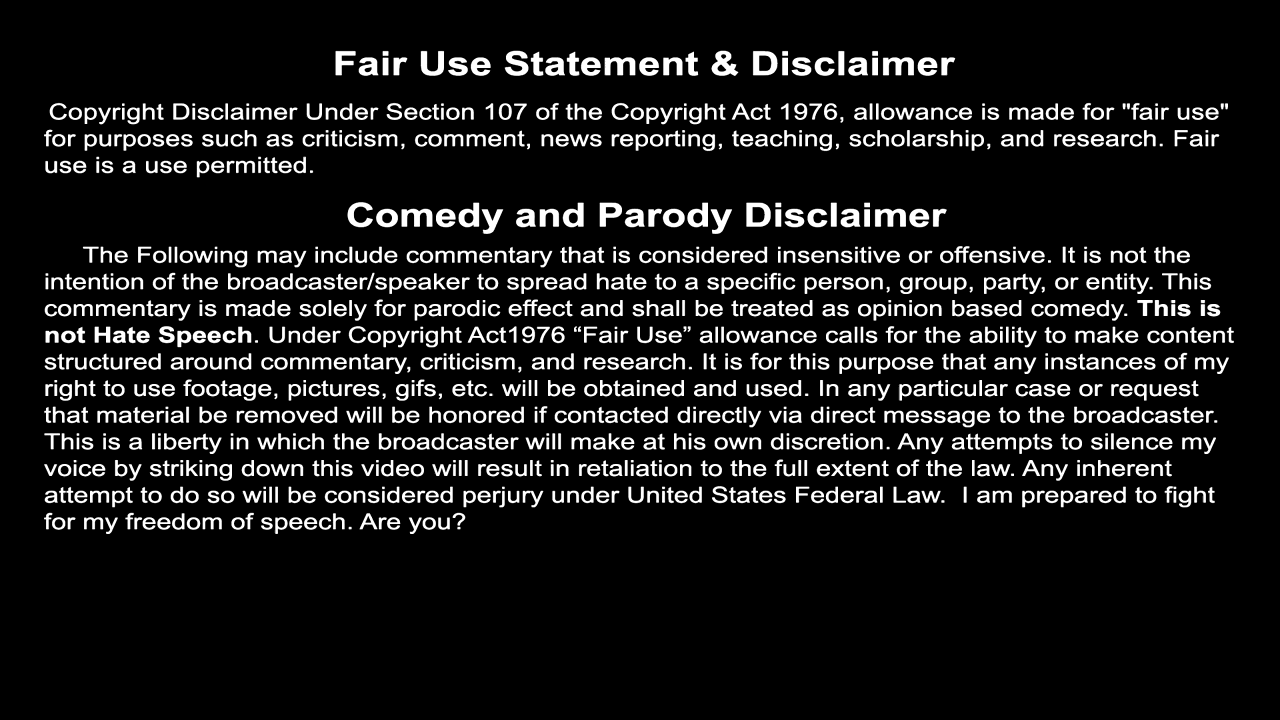 Fair Use Statement & Disclaimer
Copyright Disclaimer Under Section 107 of the Copyright Act 1976, allowance is made for "fair use"
for purposes such as criticism, comment, news reporting, teaching, scholarship, and research. Fair
use is a use permitted.
Comedy and Parody Disclaimer
The Following may include commentary that is considered insensitive or offensive. It is not the
intention of the broadcaster/speaker to spread hate to a specific person, group, party, or entity. This
commentary is made solely for parodic effect and shall be treated as opinion based comedy. This is
not Hate Speech. Under Copyright Act1976 “Fair Use” allowance calls for the ability to make content
structured around commentary, criticism, and research. It is for this purpose that any instances of my
right to use footage, pictures, gifs, etc. will be obtained and used. In any particular case or request
that material be removed will be honored if contacted directly via direct message to the broadcaster.
This is a liberty in which the broadcaster will make at his own discretion. Any attempts to silence my
voice by striking down this video will result in retaliation to the full extent of the law. Any inherent
attempt to do so will be considered perjury under United States Federal Law.  I am prepared to fight
for my freedom of speech. Are you?